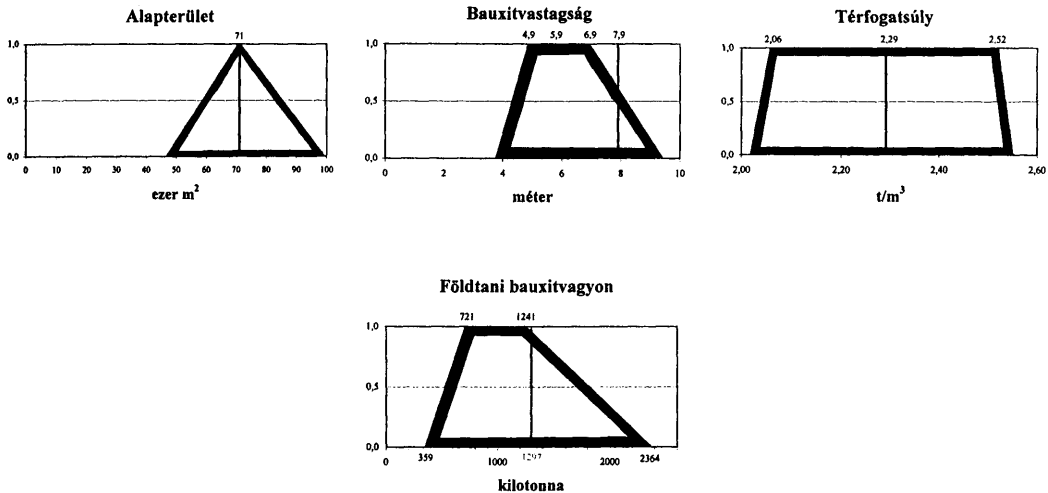 Alapterület
71
1,0
0,5
0,0
0 10 20 30 40 50 60 70 80 90 100
ezer m²
Bauxitvastagság
4,9 5,9 6,9 7,9
1,0
0,5
0,0
0 2 4 6 8 10
méter
Térfogatsúly
2,06 2,29 2,52
1,0
0,5
0,0
2,00 2,20 2,40 2,60
t/m³
Földtani bauxitvagyon
721 1241
1,0
0,5
0,0
0 359 1000 1297 2000 2364
kilotonna